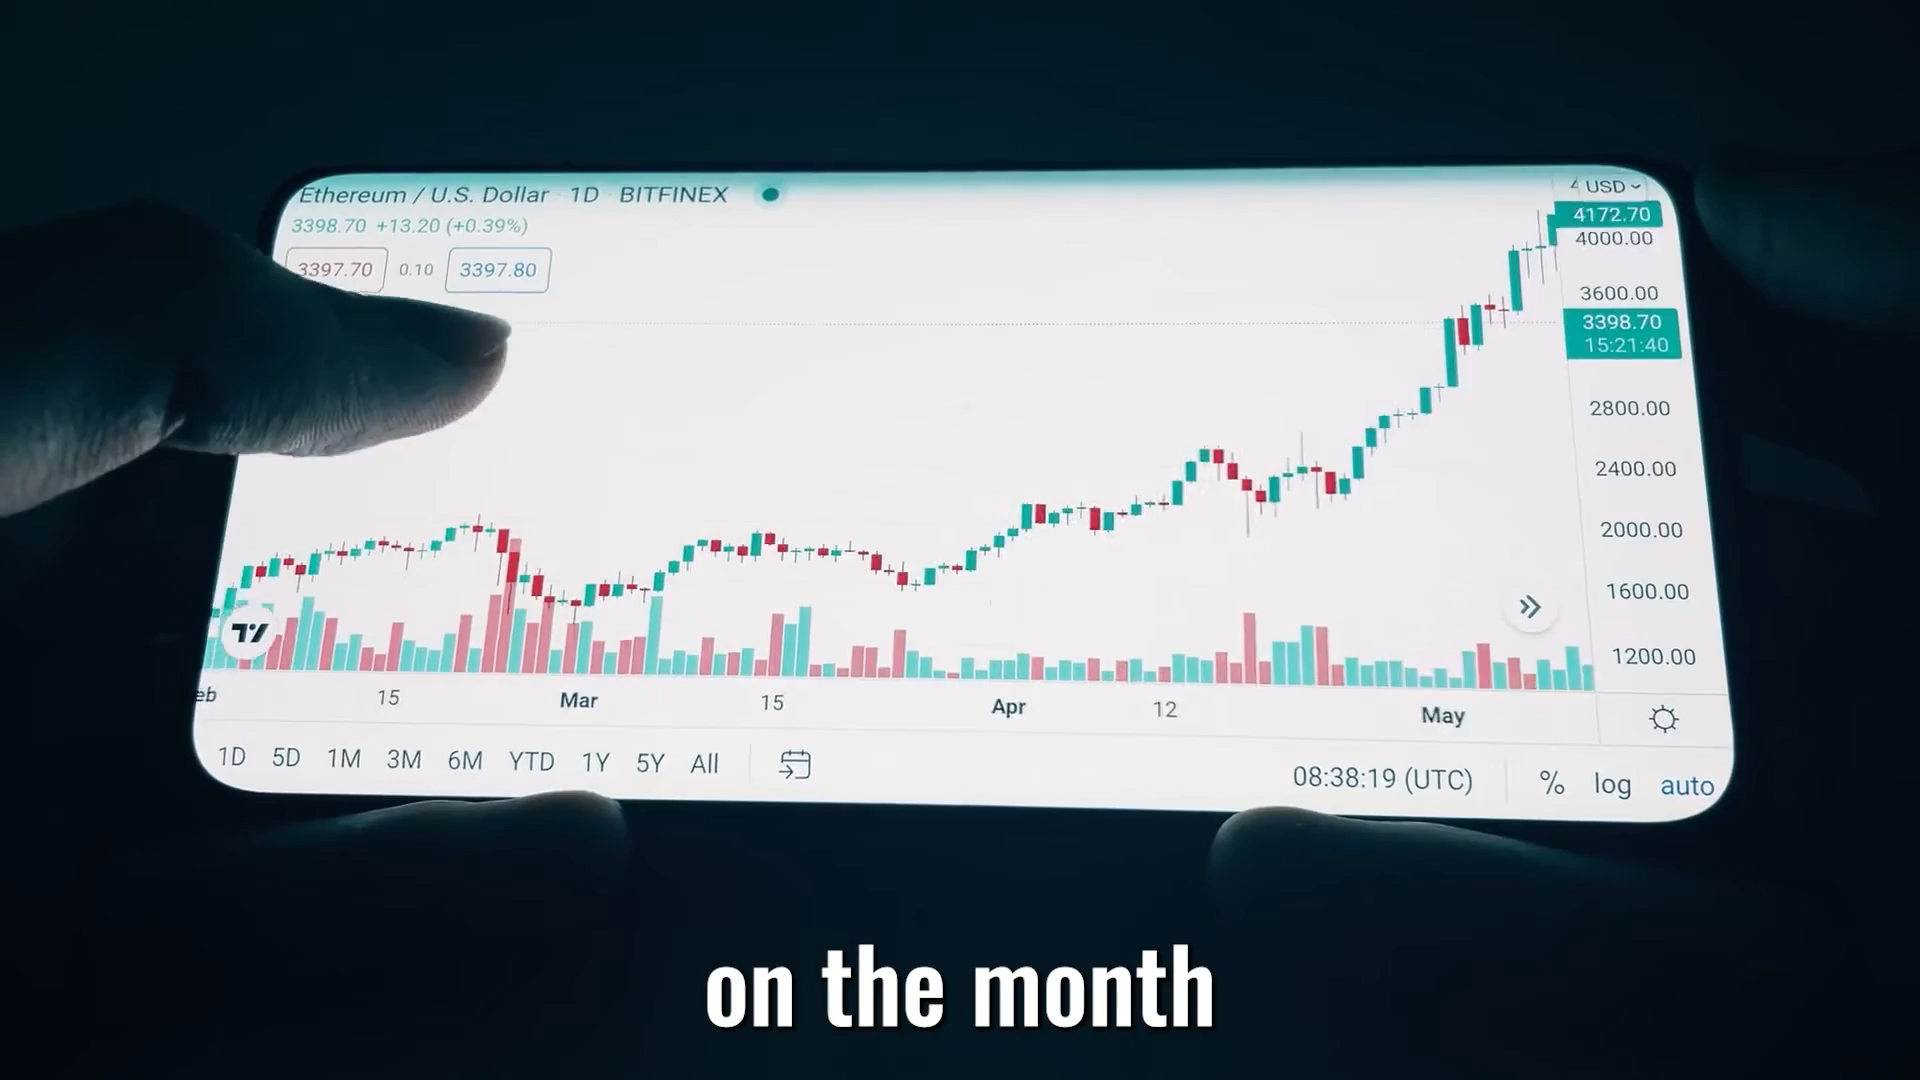 Ethereum / U.S. Dollar · 1D · BITFINEX
3398.70 +13.20 (+0.39%)
3397.70 0.10 3397.80
USD
4172.70
4000.00
3600.00
3398.70
15:21:40
2800.00
2400.00
2000.00
1600.00
1200.00
eb 15 Mar 15 Apr 12 May
1D 5D 1M 3M 6M YTD 1Y 5Y All
08:38:19 (UTC) % log auto
on the month